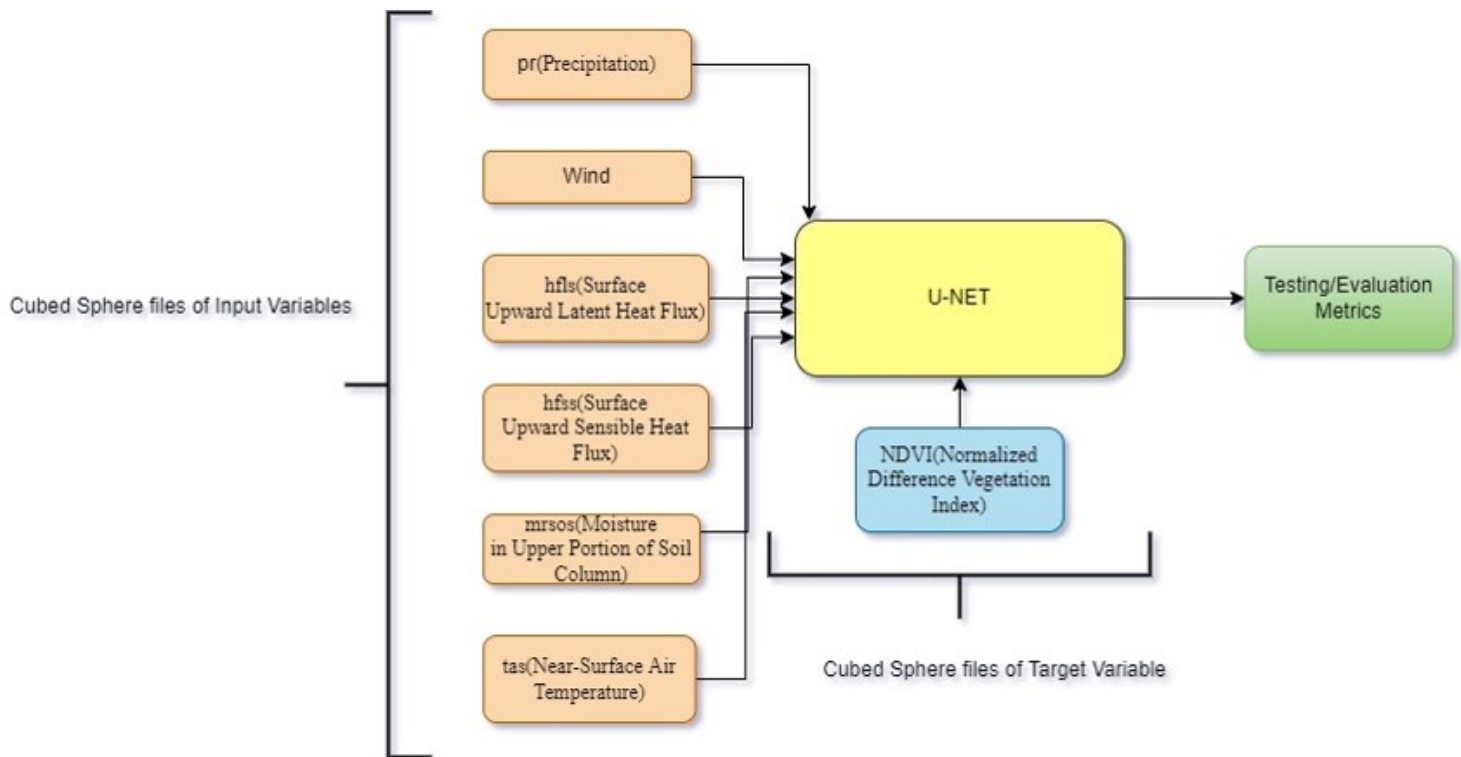 Cubed Sphere files of Input Variables
pr(Precipitation)
Wind
hfls(Surface
Upward Latent Heat Flux)
hfss(Surface
Upward Sensible Heat
Flux)
mrsos(Moisture
in Upper Portion of Soil
Column)
tas(Near-Surface Air
Temperature)
U-NET
NDVI(Normalized
Difference Vegetation
Index)
Cubed Sphere files of Target Variable
Testing/Evaluation
Metrics